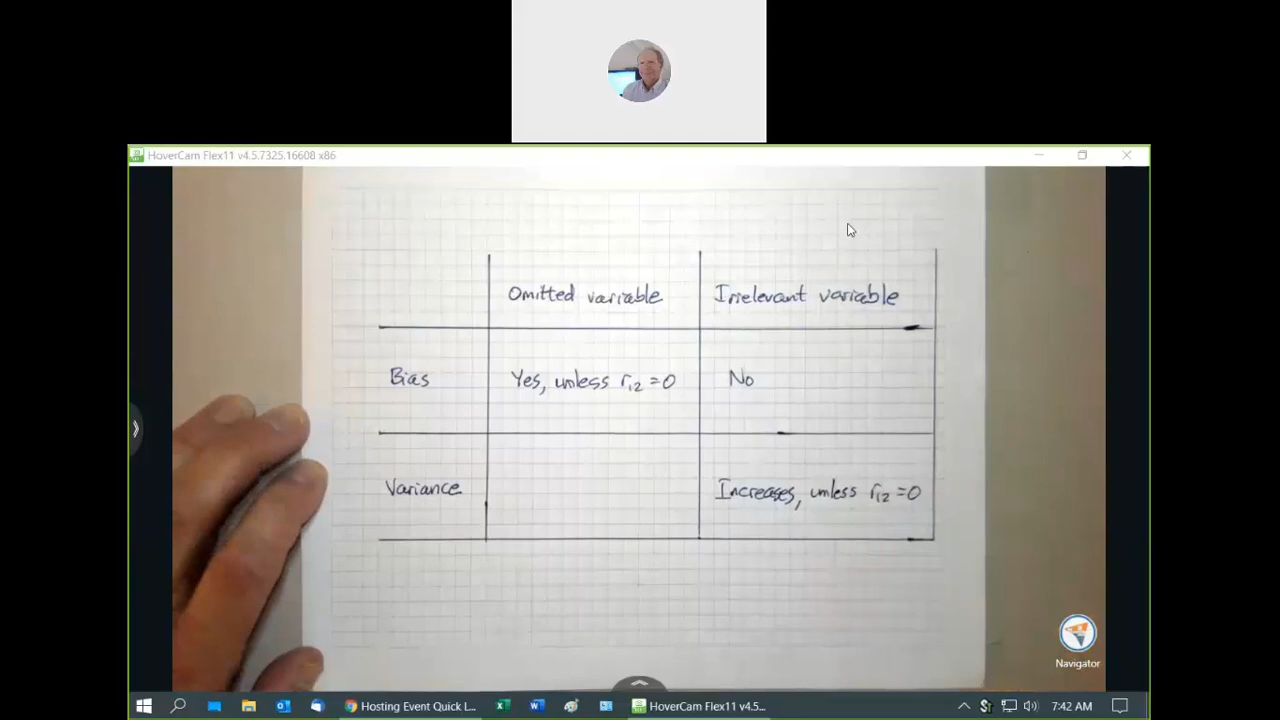 HoverCam Flex11 v4.5.7325.16608 x86
Omitted variable
Irrelevant variable
Bias
Yes, unless r₁₂ = 0
No
Variance
Increases, unless r₁₂ = 0
Navigator
Hosting Event Quick L...
HoverCam Flex11 v4.5...
7:42 AM